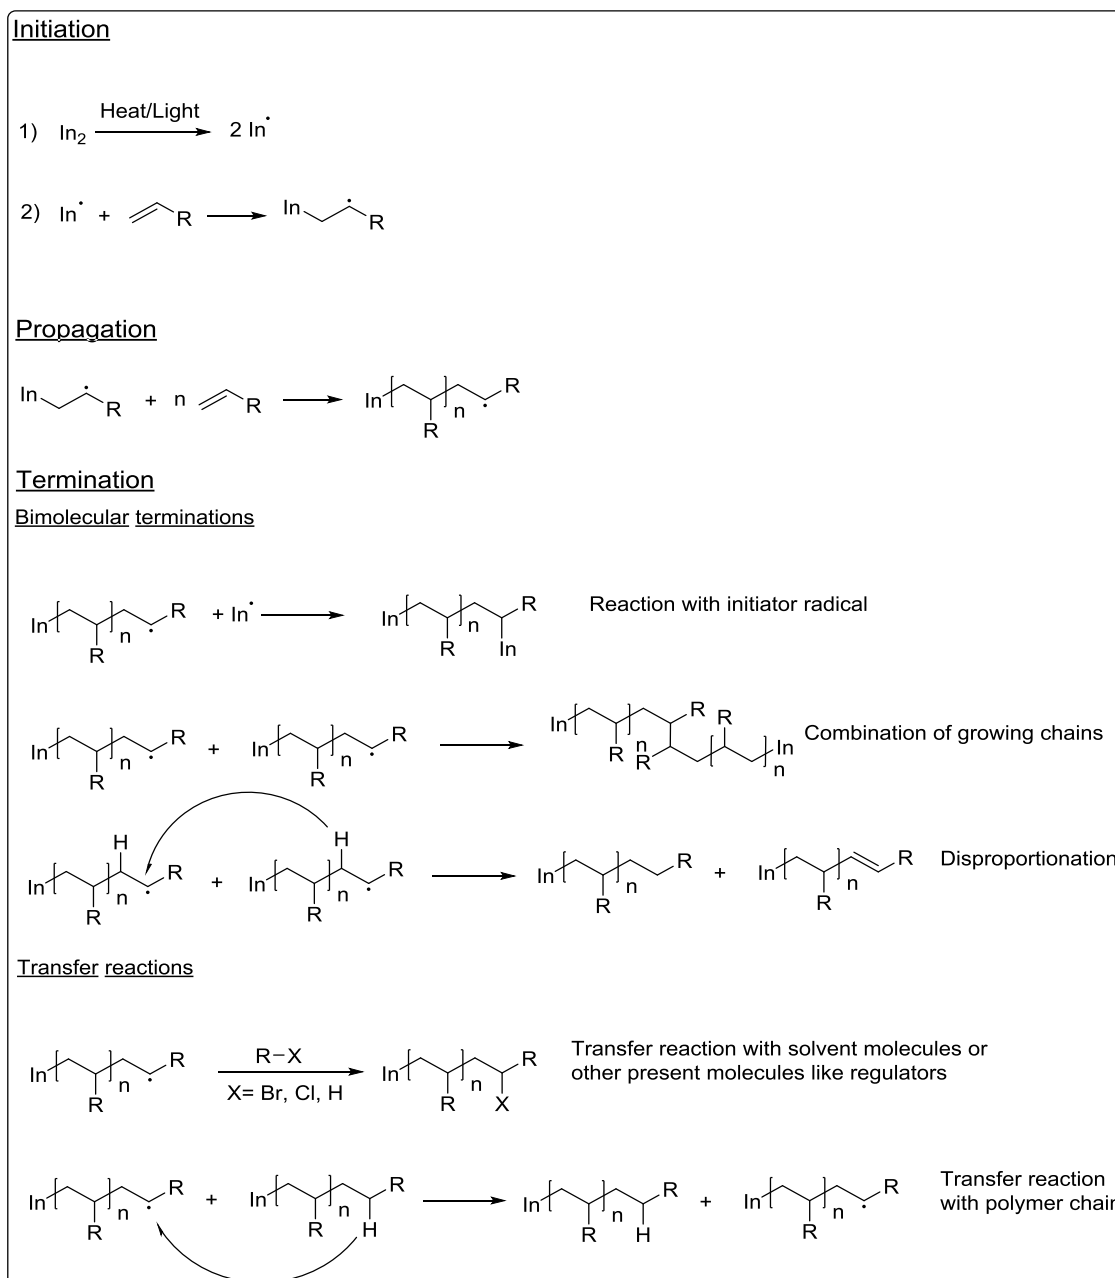 Initiation
Heat/Light
1) In2 2 In•
2) In• + R In • R
Propagation
In • R + n R In n • R R
Termination
Bimolecular terminations
In n • R R + In• In n R R In Reaction with initiator radical
In n • R R + In n • R R In n R R R R In n Combination of growing chains
H H
In n • R R + In n • R R In n R R + In n R R Disproportionation
Transfer reactions
In n • R R R-X In n R R X Transfer reaction with solvent molecules or
X= Br, Cl, H other present molecules like regulators
In n • R R + In n R R H In n R R H + In n • R R Transfer reaction
with polymer chain